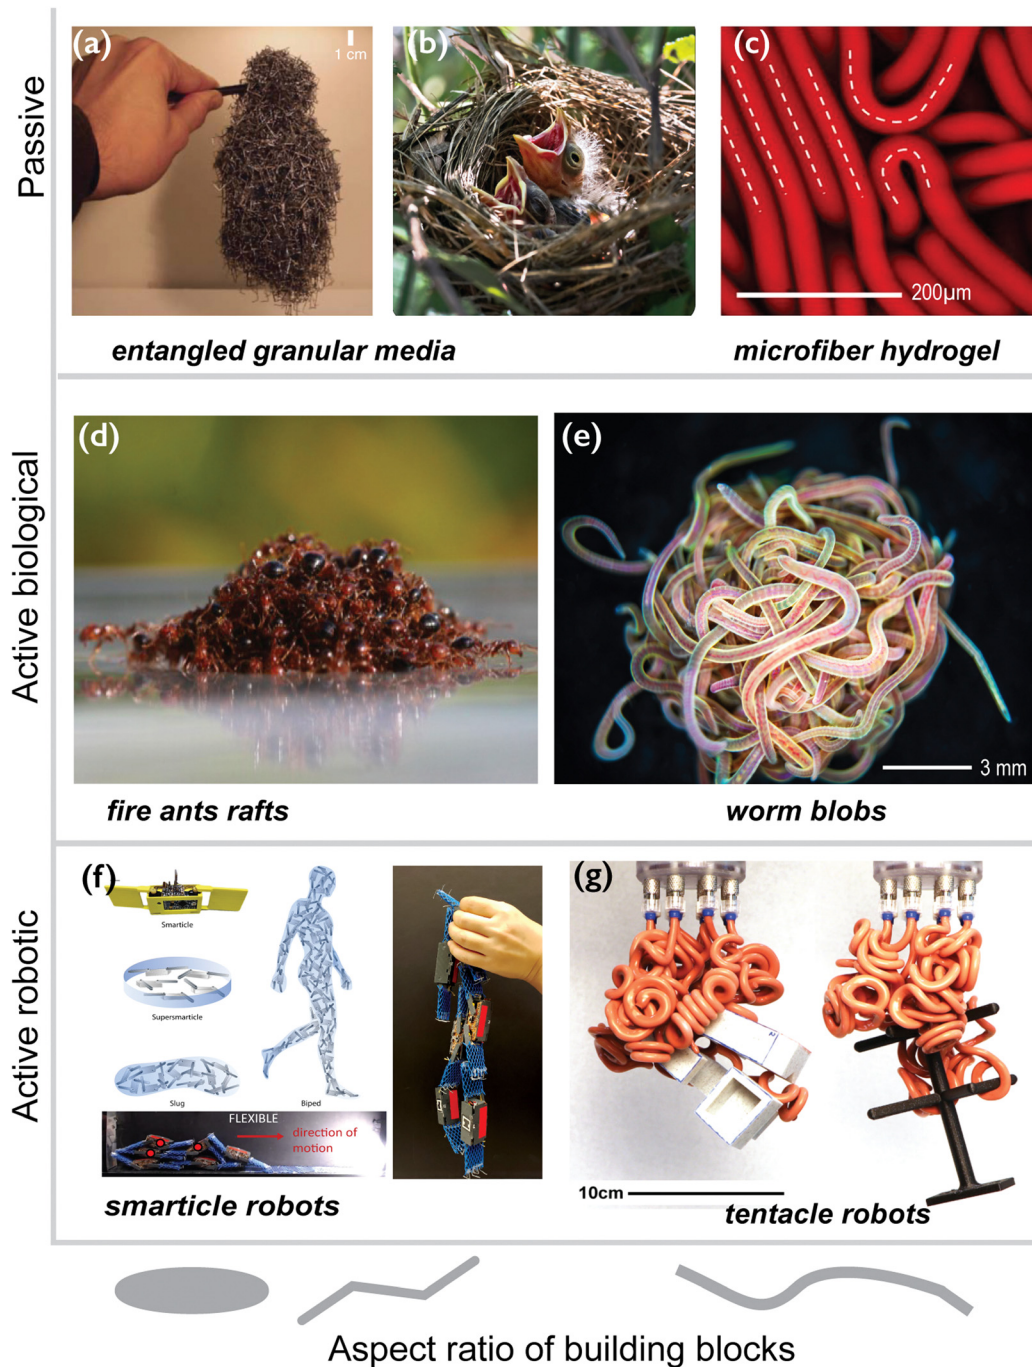 Passive
(a)
1 cm
(b)
(c)
200µm
entangled granular media
microfiber hydrogel
Active biological
(d)
(e)
3 mm
fire ants rafts
worm blobs
Active robotic
(f)
Smarticle
Supersmarticle
Slug
Biped
FLEXIBLE
direction of
motion
(g)
10cm
smarticle robots
tentacle robots
Aspect ratio of building blocks